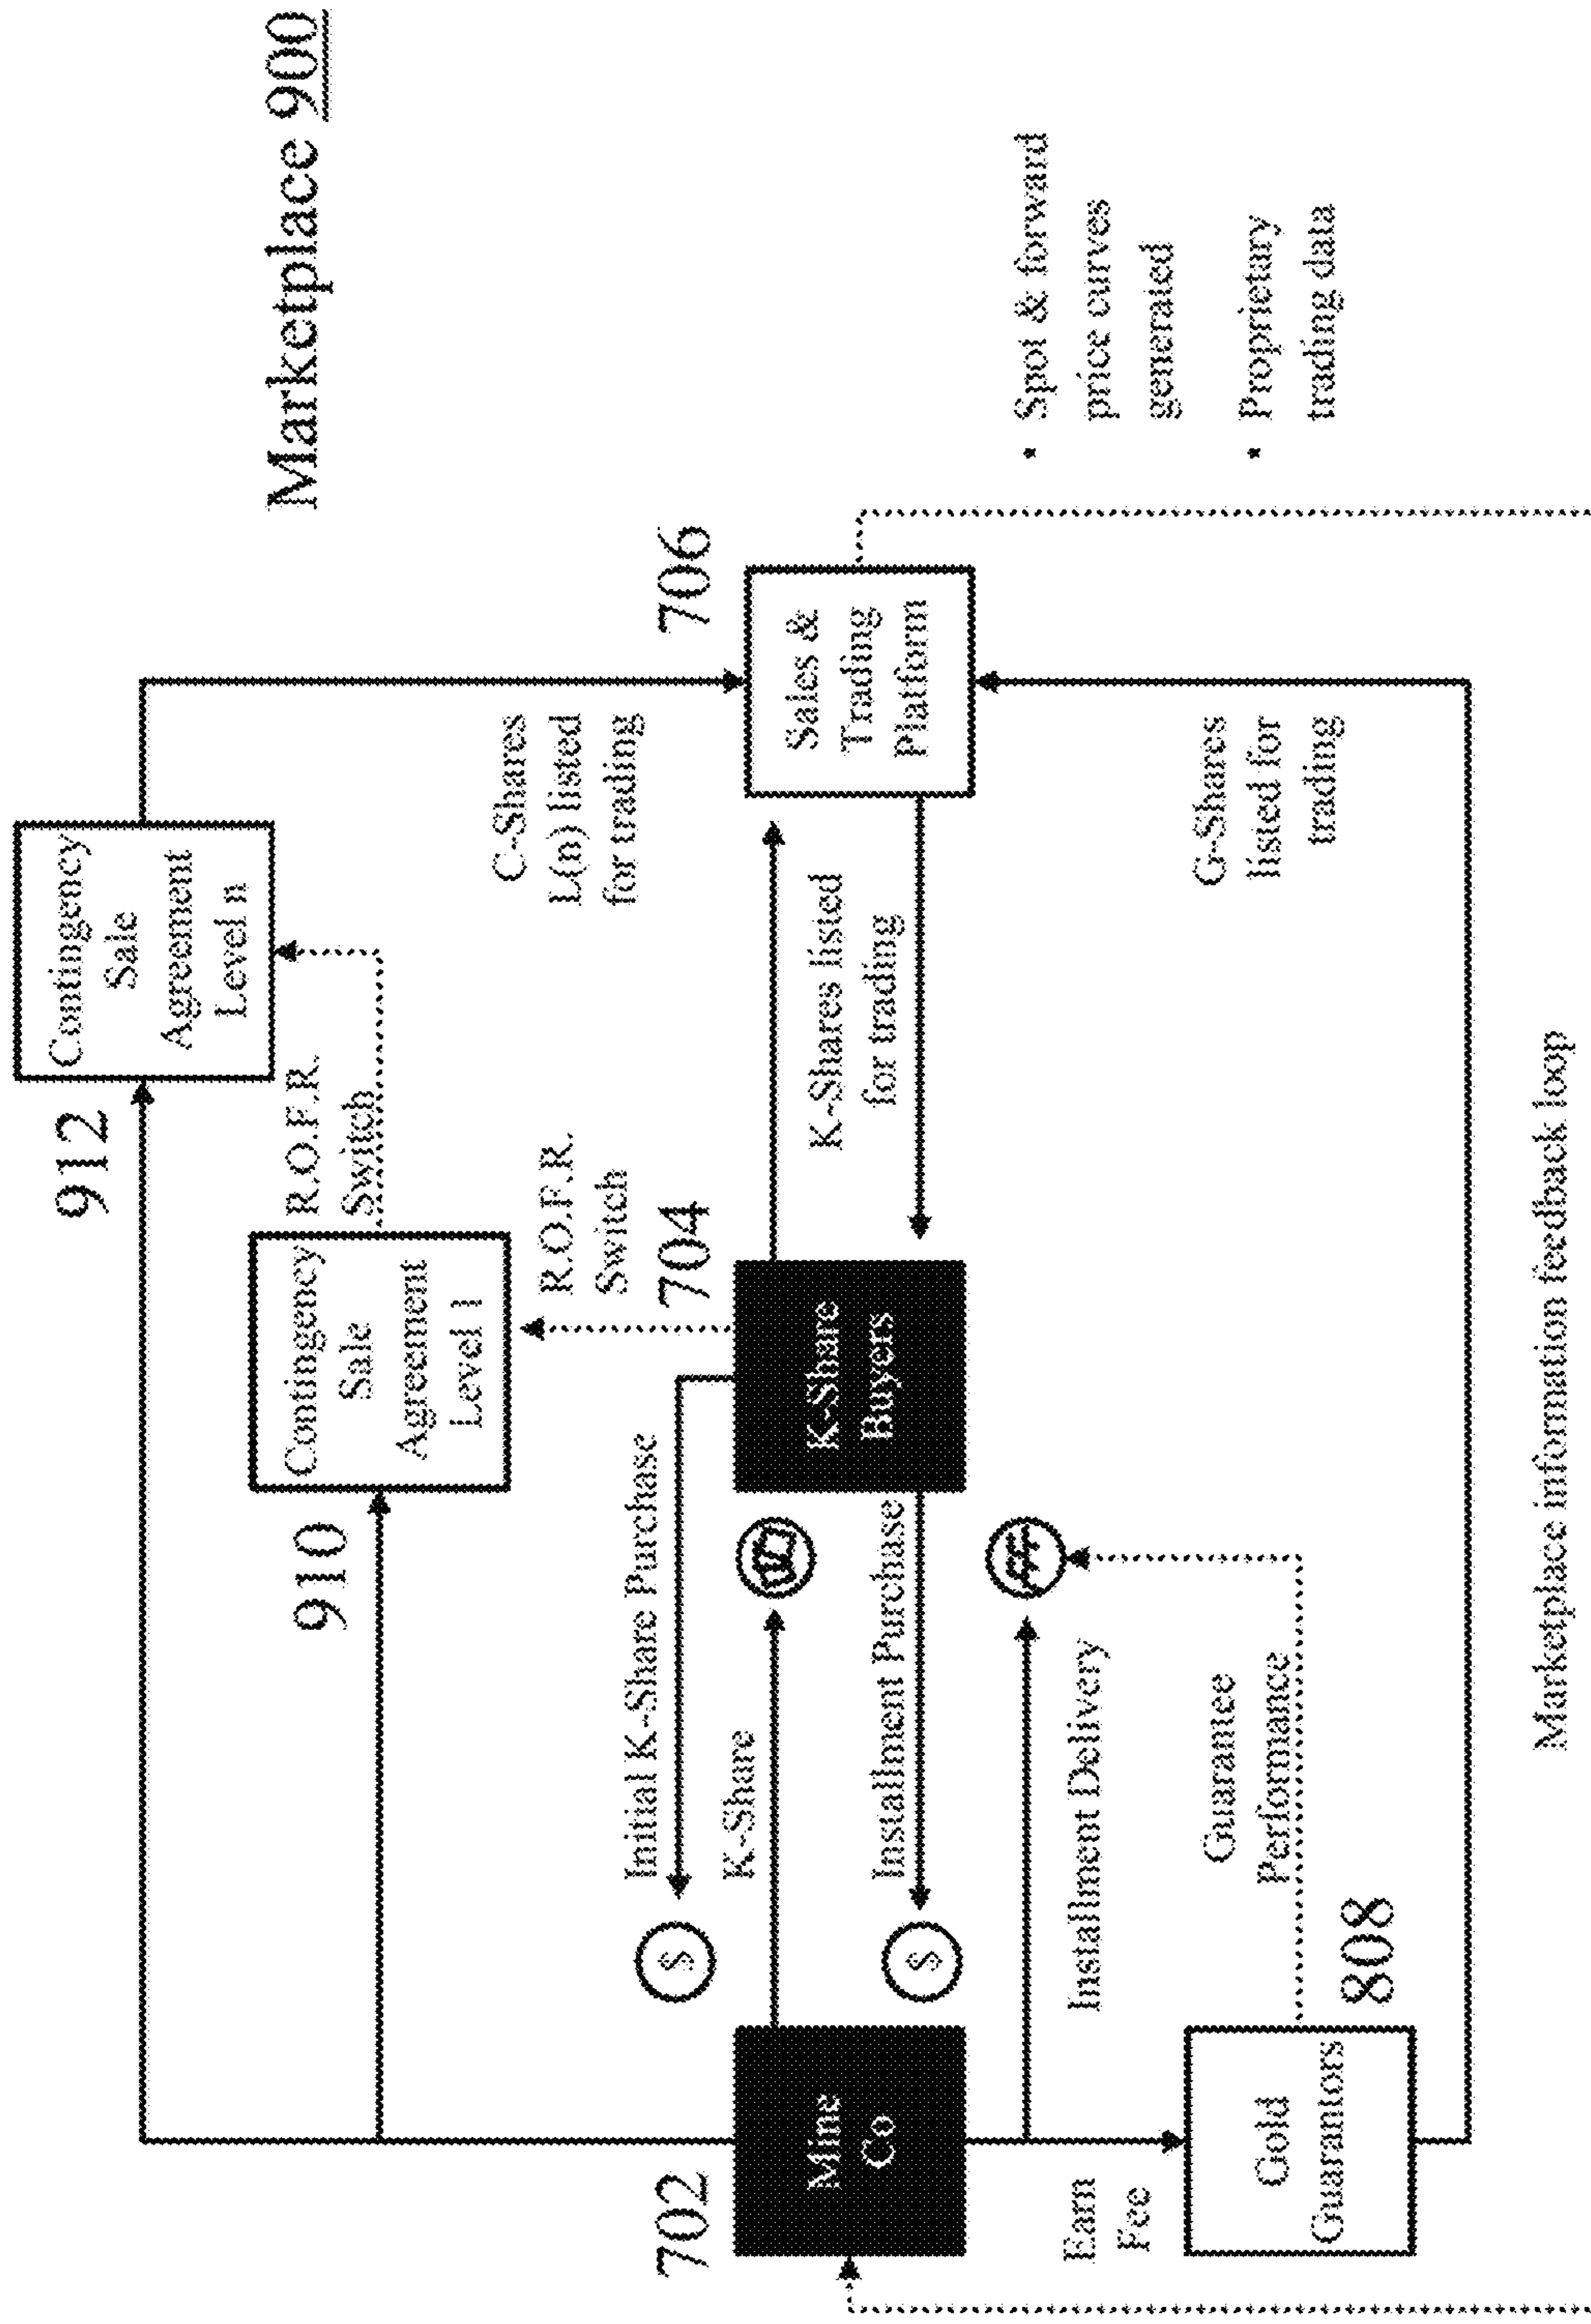 Marketplace 900
912
Contingency
Sale
Agreement
Level n
R.O.F.R.
Switch
910
Contingency
Sale
Agreement
Level 1
C-Shares
L(n) listed
for trading
R.O.F.R.
Switch
702
Mine
Co
Initial K-Share Purchase
$
K-Share
Installment Purchase
$
704
K-Share
Buyers
K-Shares listed
for trading
706
Sales &
Trading
Platform
Installment Delivery
Earn
Fee
Guarantee
Performance
Gold
Guarantors
808
G-Shares
listed for
trading
• Spot & forward
price curves
generated
• Proprietary
trading data
Marketplace information feedback loop